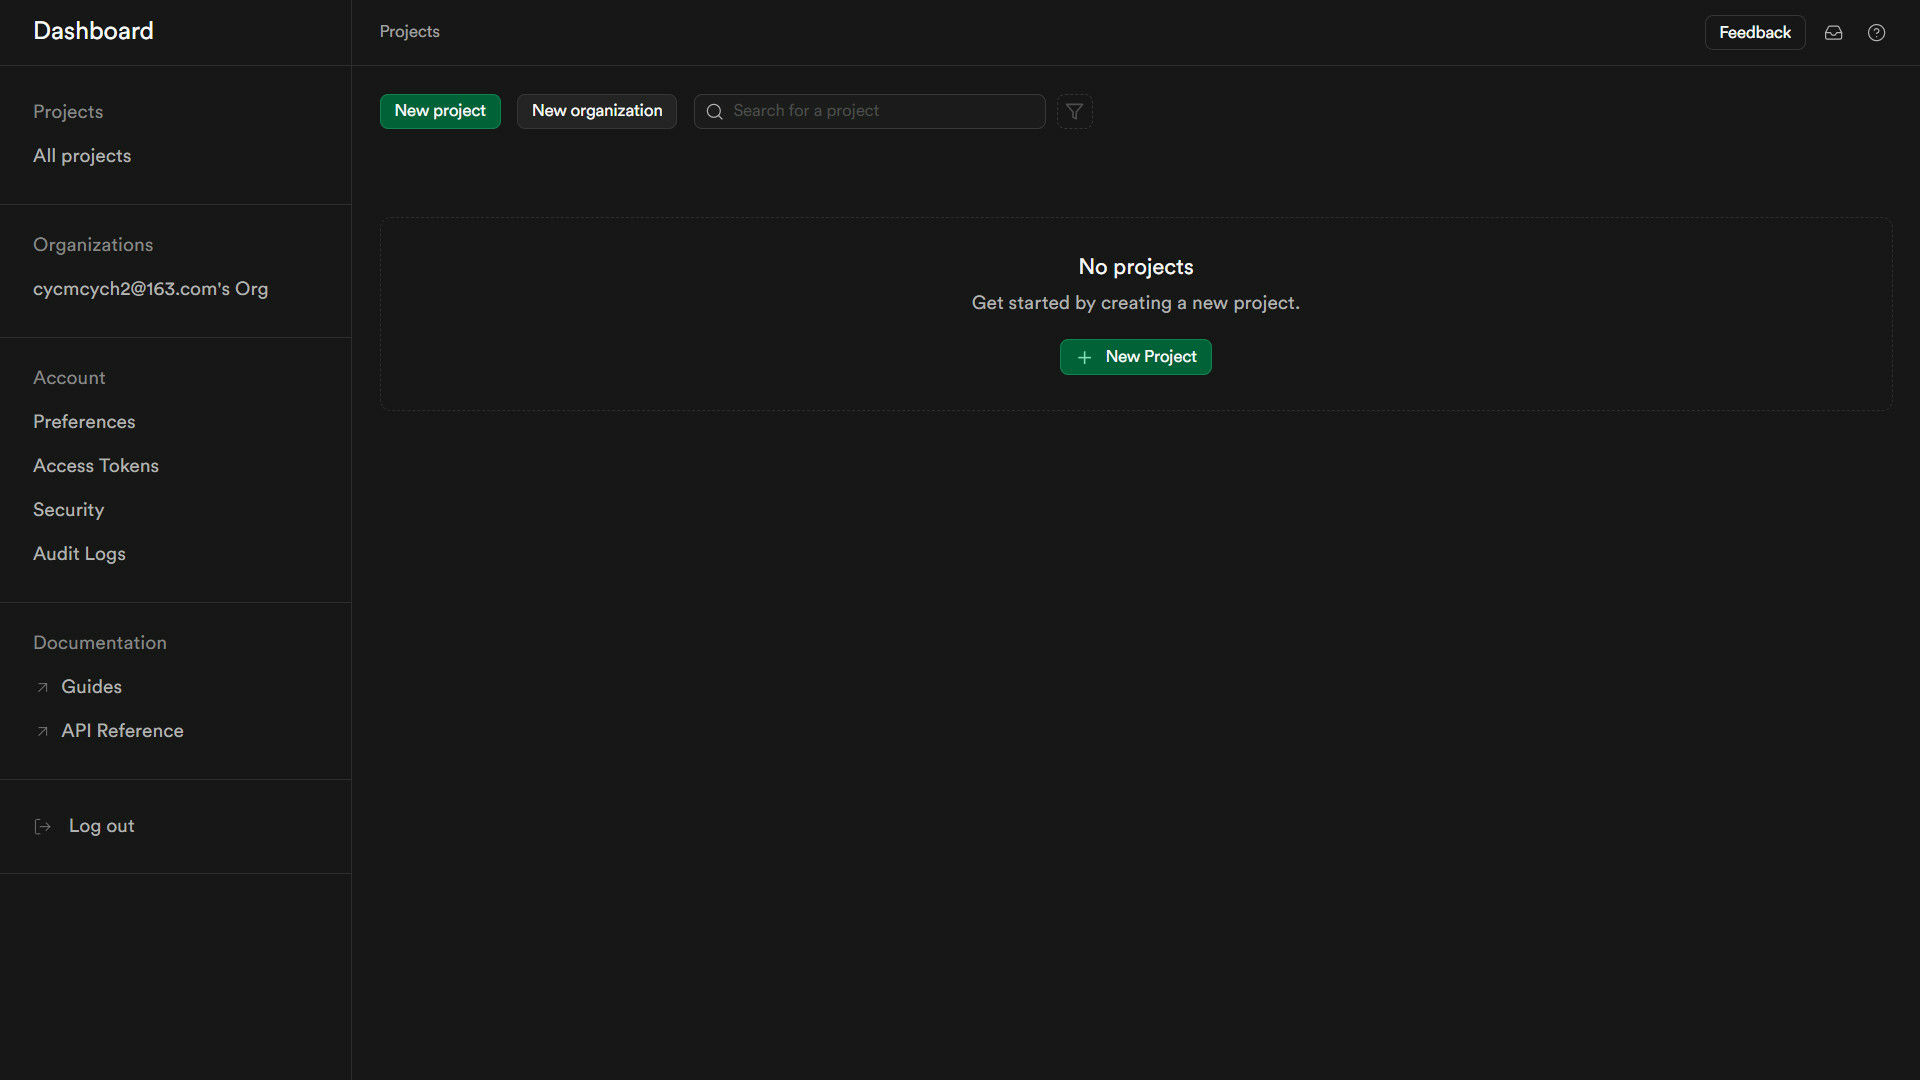 Dashboard
Projects
Feedback
Projects
All projects
Organizations
cycmcych2@163.com's Org
Account
Preferences
Access Tokens
Security
Audit Logs
Documentation
Guides
API Reference
Log out
New project
New organization
Search for a project
No projects
Get started by creating a new project.
New Project